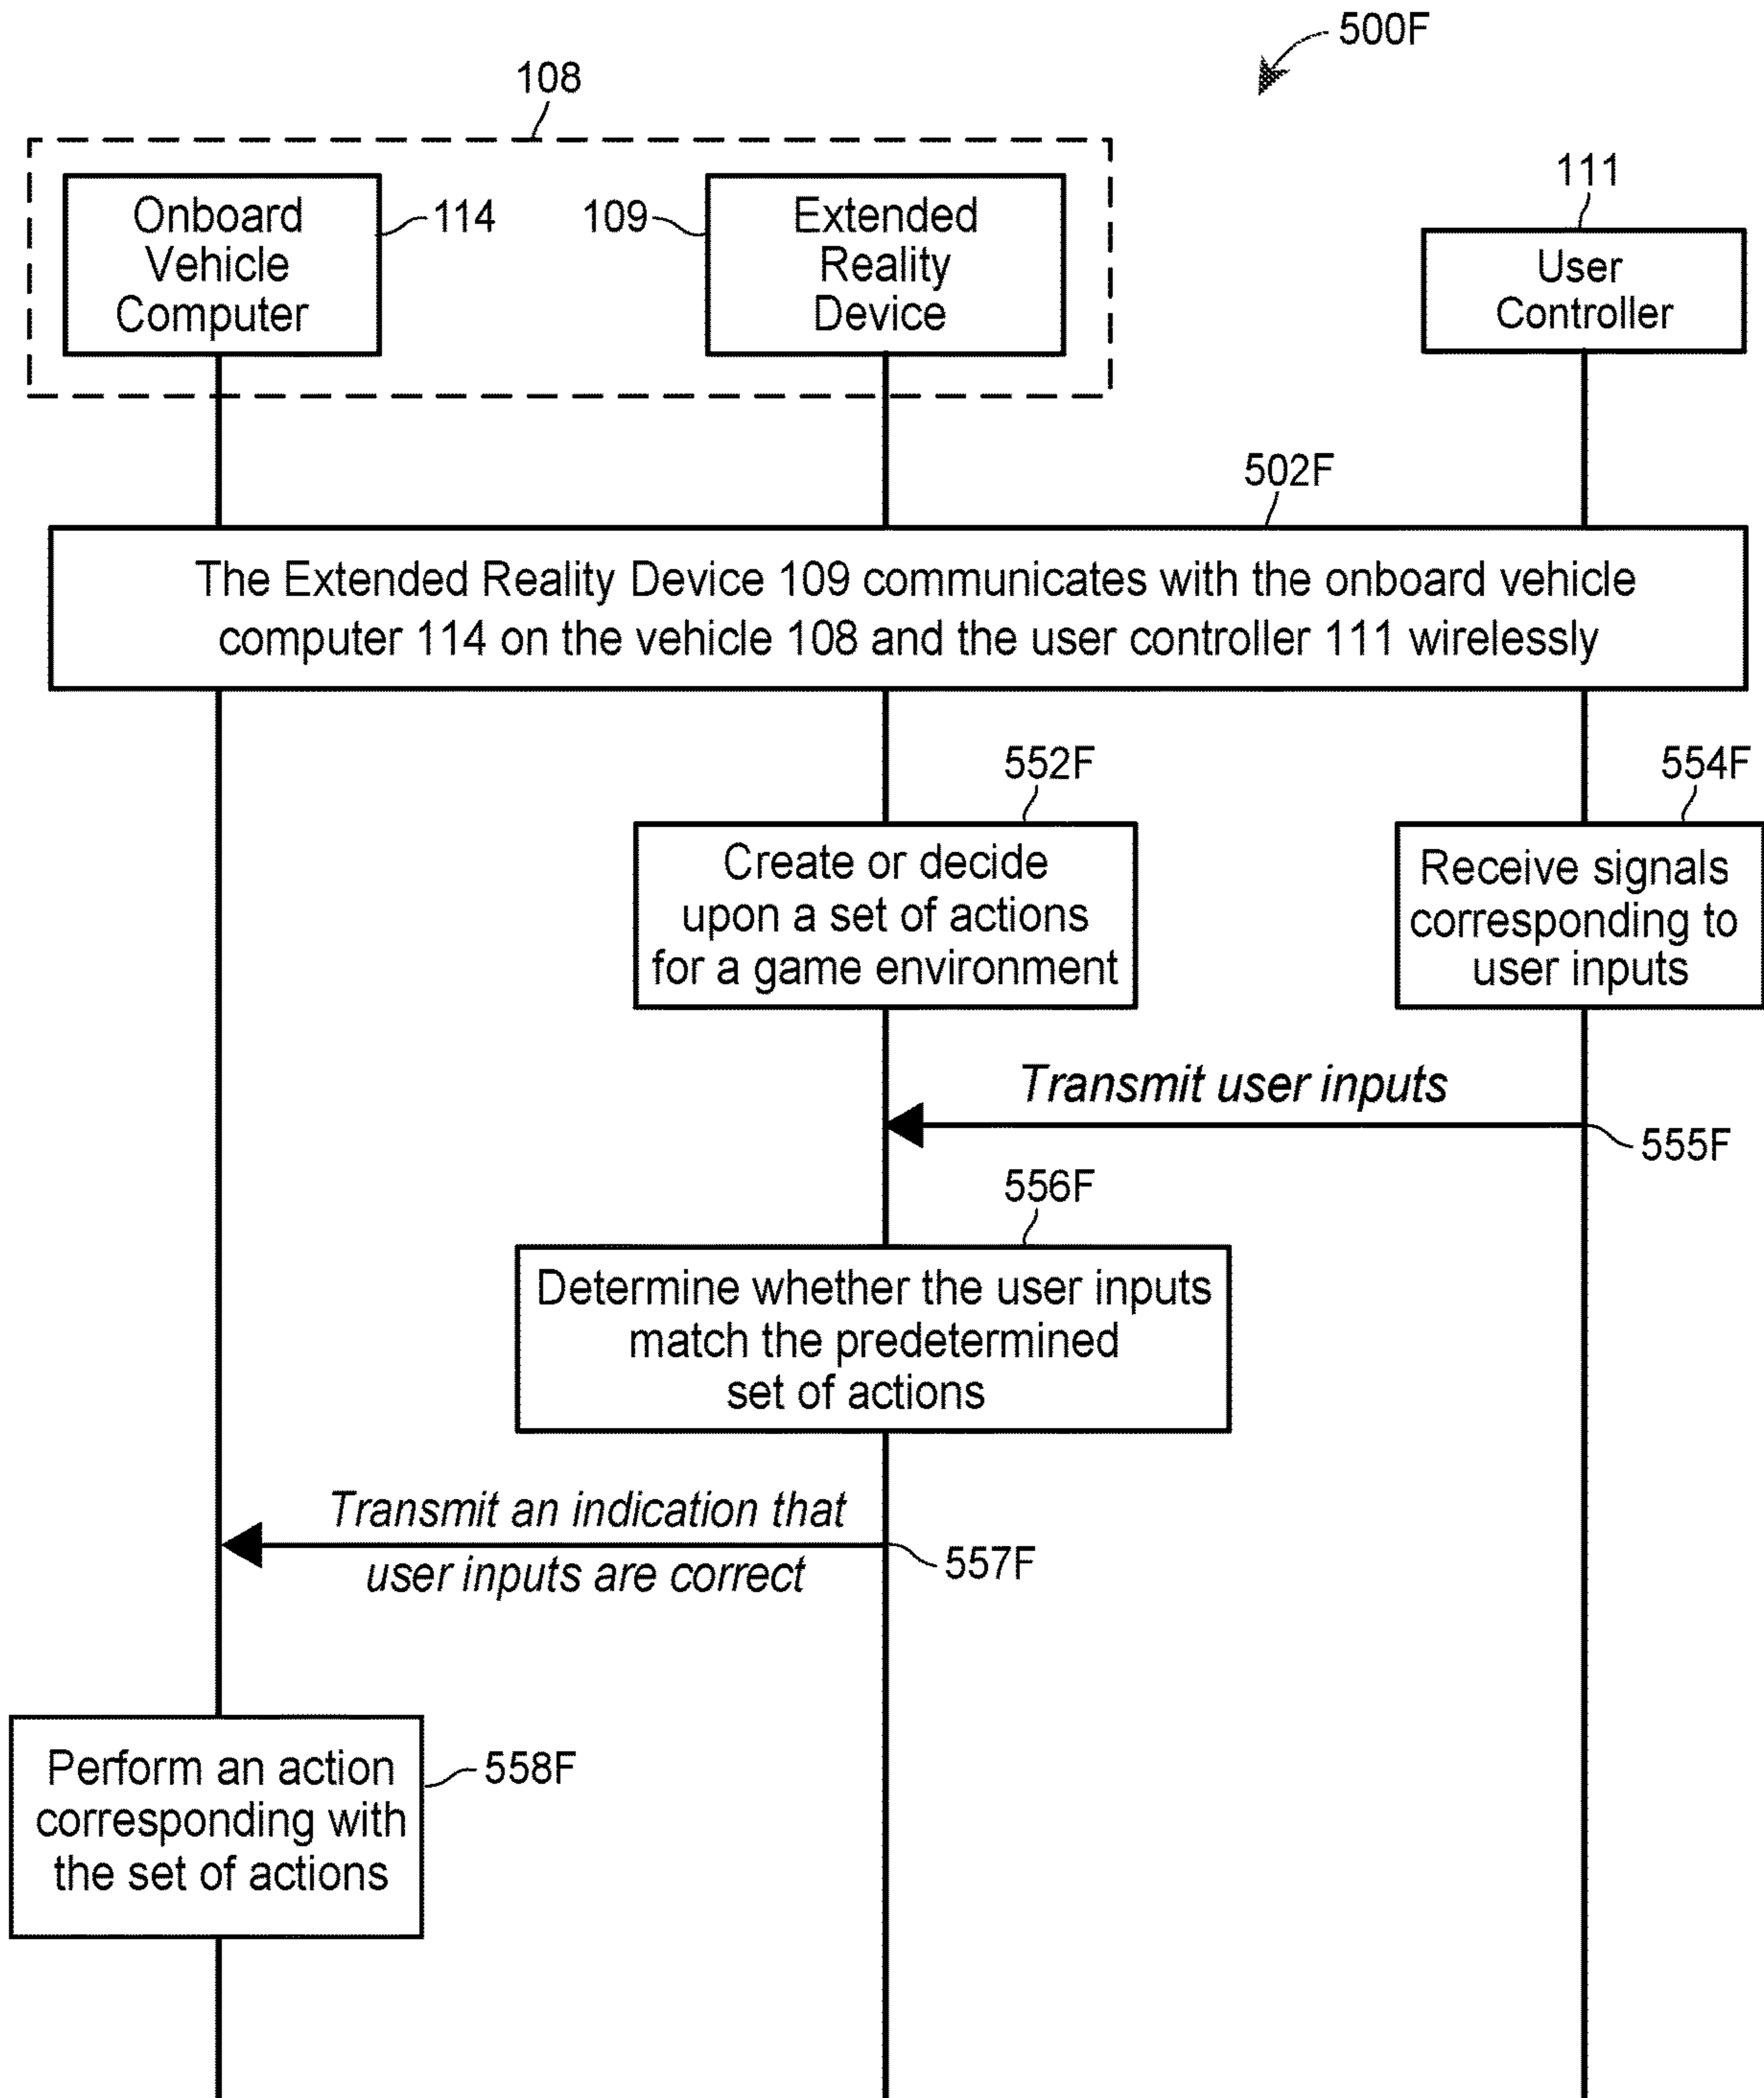 500F
108
111
Onboard
Vehicle
Computer
114
109
Extended
Reality
Device
User
Controller
502F
The Extended Reality Device 109 communicates with the onboard vehicle
computer 114 on the vehicle 108 and the user controller 111 wirelessly
552F
554F
Create or decide
upon a set of actions
for a game environment
Receive signals
corresponding to
user inputs
Transmit user inputs
555F
556F
Determine whether the user inputs
match the predetermined
set of actions
Transmit an indication that
user inputs are correct
557F
Perform an action
corresponding with
the set of actions
558F